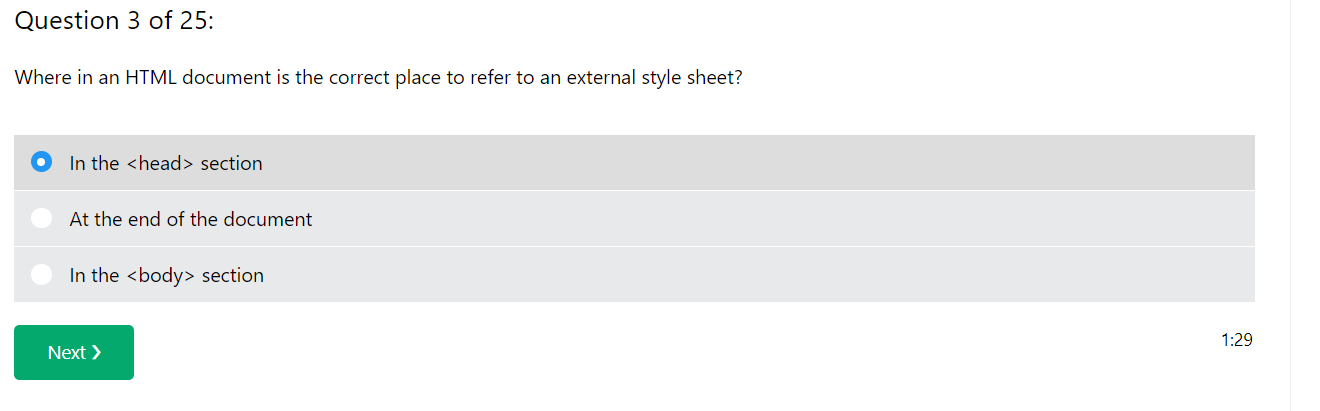 Question 3 of 25:
Where in an HTML document is the correct place to refer to an external style sheet?
In the <head> section
At the end of the document
In the <body> section
Next ❯
1:29